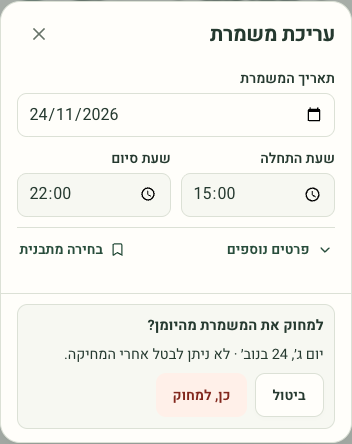 עריכת משמרת
תאריך המשמרת
24/11/2026
שעת התחלה שעת סיום
15:00 22:00
פרטים נוספים בחירה מתבנית
למחוק את המשמרת מהיומן?
יום ג׳, 24 בנוב׳ · לא ניתן לבטל אחרי המחיקה.
ביטול כן, למחוק